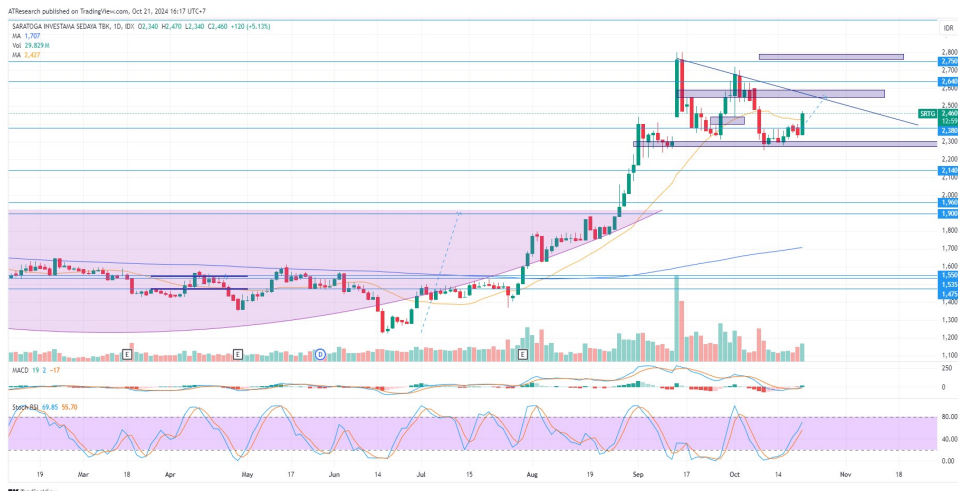 ATResearch published on TradingView.com, Oct 21, 2024 16:17 UTC+7
SARATOGA INVESTAMA SEDAYA TBK, 1D, IDX O2,340 H2,470 L2,340 C2,460 +120 (+5.13%)
MA 1,707
Vol 29.829M
MA 2,427
IDR
2,800
2,750
2,700
2,640
2,600
2,500
SRTG 2,460
12:59
2,380
2,300
2,200
2,140
2,100
2,000
1,960
1,900
1,800
1,700
1,600
1,550
1,535
1,475
1,400
1,300
1,200
1,100
E
E
D
E
MACD 19 2 −17
250
0
Stoch RSI 69.85 55.70
80.00
40.00
0.00
19 Mar 18 Apr May 17 Jun 14 Jul 15 Aug 19 Sep 17 Oct 14 Nov 18
TradingView